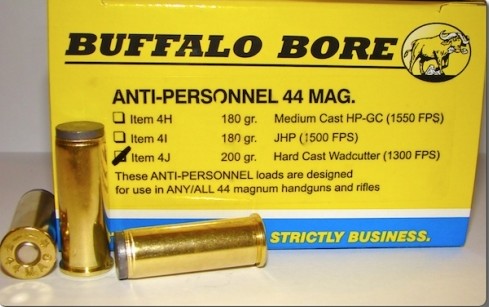 BUFFALO BORE
ANTI-PERSONNEL 44 MAG.
Item 4H 180 gr. Medium Cast HP-GC (1550 FPS)
Item 4I 180 gr. JHP (1500 FPS)
Item 4J 200 gr. Hard Cast Wadcutter (1300 FPS)
These ANTI-PERSONNEL loads are designed
for use in ANY/ALL 44 magnum handguns and rifles
STRICTLY BUSINESS.